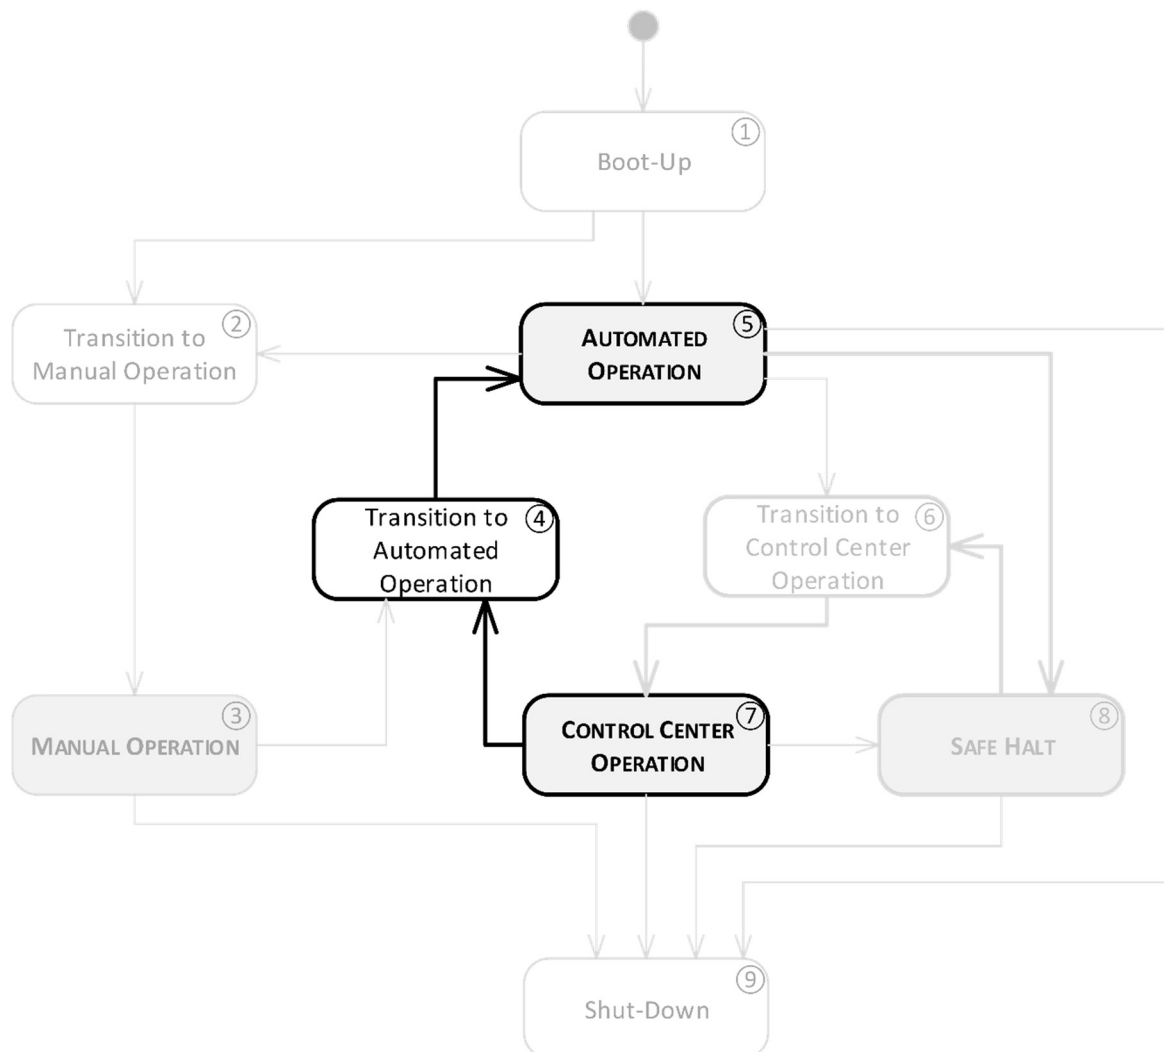 ①
Boot-Up
②
Transition to
Manual Operation
⑤
AUTOMATED
OPERATION
④
Transition to
Automated
Operation
⑥
Transition to
Control Center
Operation
③
MANUAL OPERATION
⑦
CONTROL CENTER
OPERATION
⑧
SAFE HALT
⑨
Shut-Down